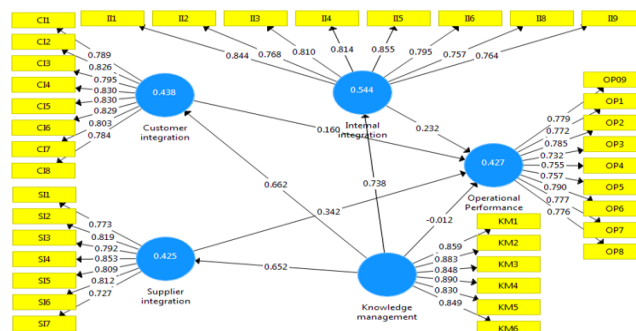 CI1
CI2
CI3
CI4
CI5
CI6
CI7
CI8
0.789
0.826
0.795
0.830
0.830
0.829
0.803
0.784
0.438
Customer
integration
II1
II2
II3
II4
II5
II6
II8
II9
0.844
0.768
0.810
0.814
0.855
0.795
0.757
0.764
0.544
Internal
integration
0.160
0.232
OP09
OP1
OP2
OP3
OP4
OP5
OP6
OP7
OP8
0.779
0.772
0.785
0.732
0.755
0.757
0.790
0.777
0.776
0.427
Operational
Performance
0.662
0.738
0.342
-0.012
0.652
SI1
SI2
SI3
SI4
SI5
SI6
SI7
0.773
0.819
0.792
0.853
0.809
0.812
0.727
0.425
Supplier
integration
KM1
KM2
KM3
KM4
KM5
KM6
0.859
0.883
0.848
0.890
0.830
0.849
Knowledge
management